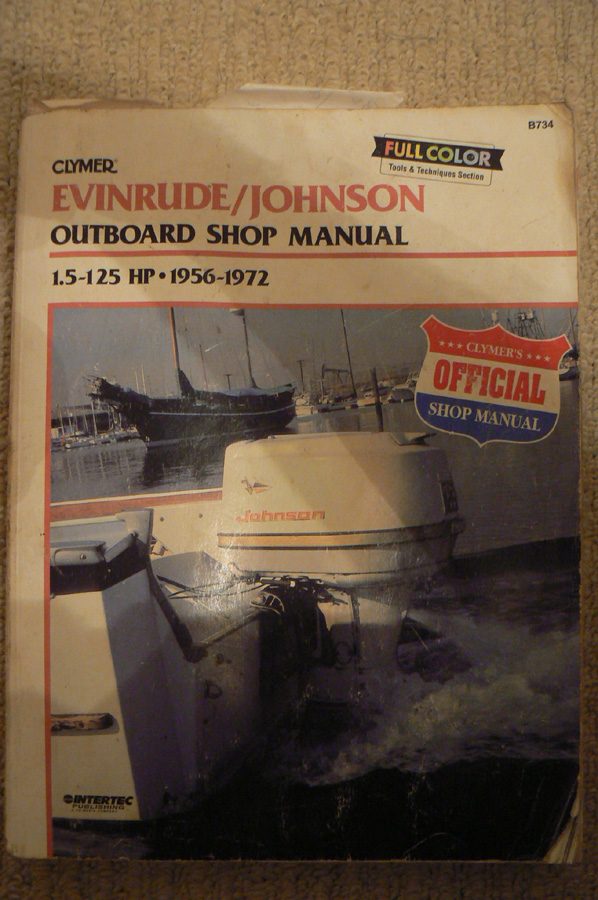 B734
FULL COLOR
Tools & Techniques Section
CLYMER®
EVINRUDE/JOHNSON
OUTBOARD SHOP MANUAL
1.5-125 HP • 1956-1972
CLYMER'S
OFFICIAL
SHOP MANUAL
Johnson
INTERTEC
PUBLISHING